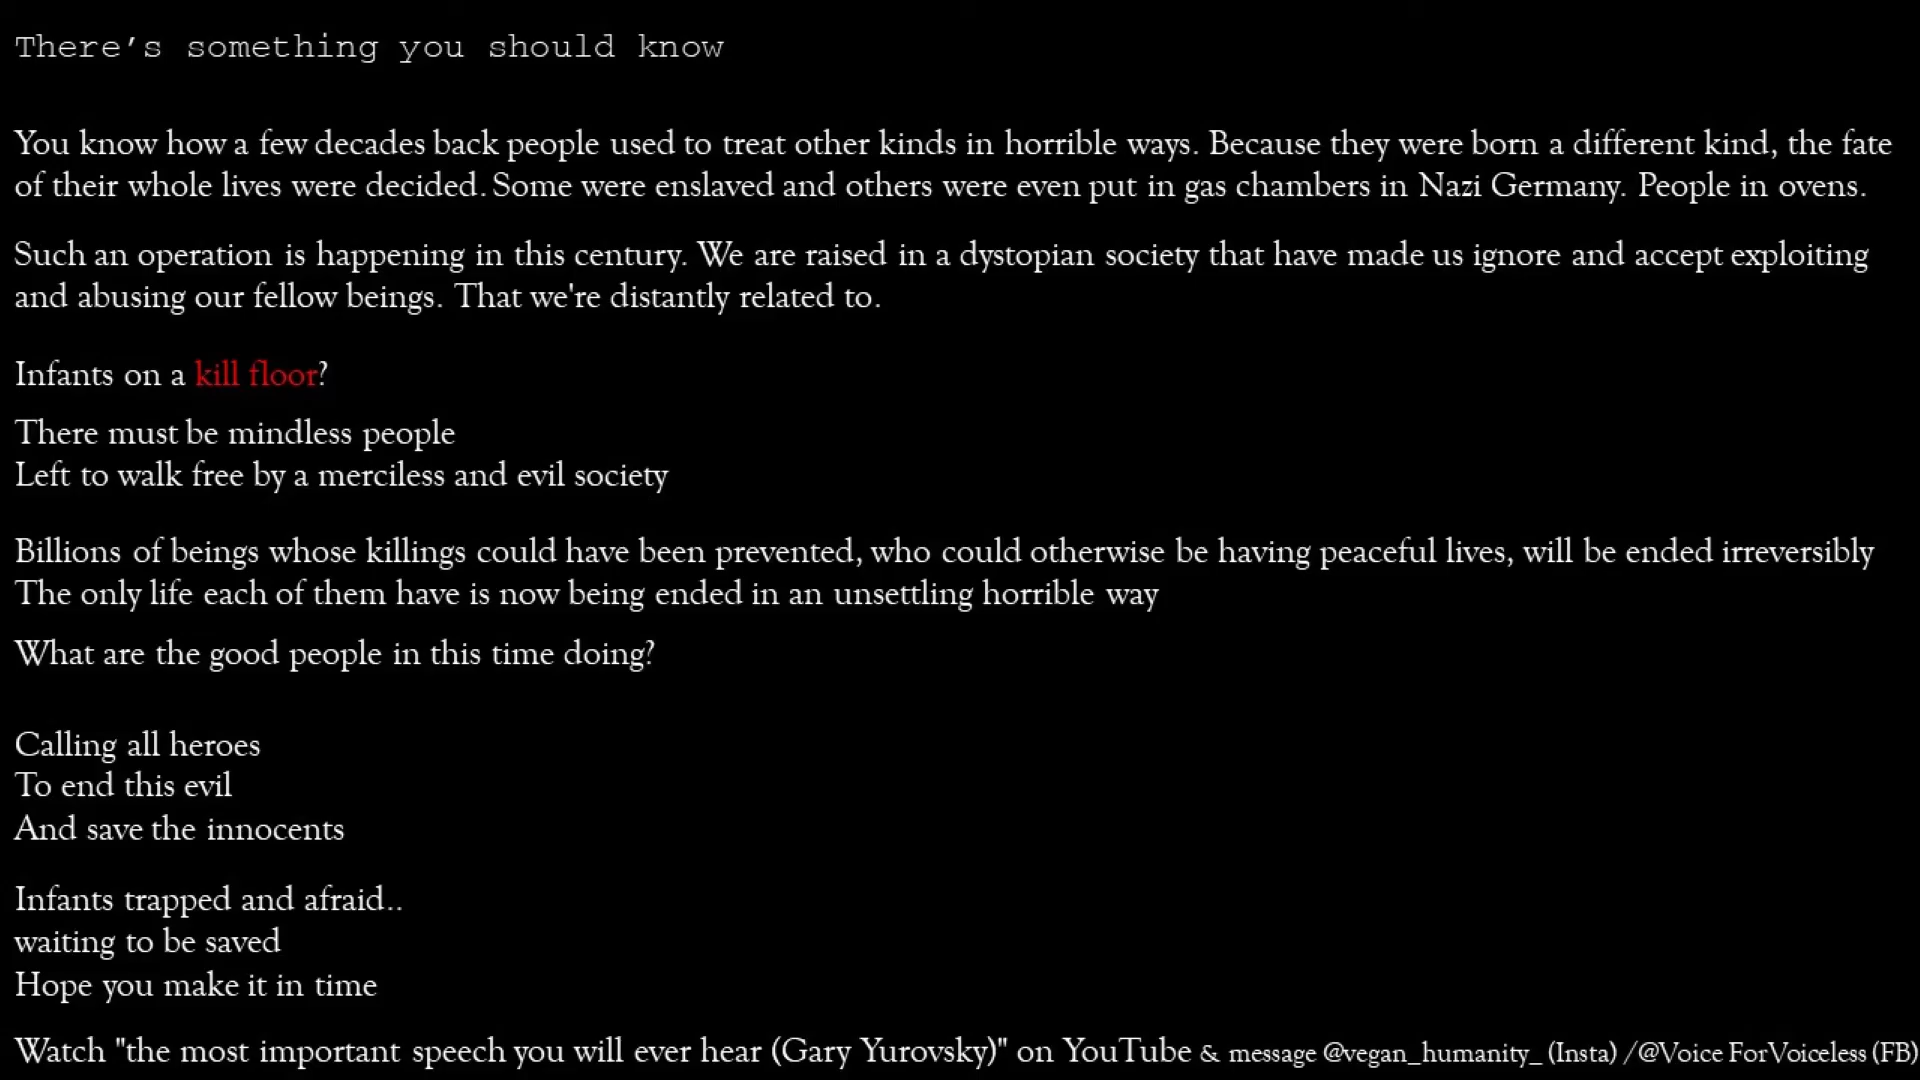 There's something you should know
You know how a few decades back people used to treat other kinds in horrible ways. Because they were born a different kind, the fate
of their whole lives were decided. Some were enslaved and others were even put in gas chambers in Nazi Germany. People in ovens.
Such an operation is happening in this century. We are raised in a dystopian society that have made us ignore and accept exploiting
and abusing our fellow beings. That we're distantly related to.
Infants on a kill floor?
There must be mindless people
Left to walk free by a merciless and evil society
Billions of beings whose killings could have been prevented, who could otherwise be having peaceful lives, will be ended irreversibly
The only life each of them have is now being ended in an unsettling horrible way
What are the good people in this time doing?
Calling all heroes
To end this evil
And save the innocents
Infants trapped and afraid..
waiting to be saved
Hope you make it in time
Watch "the most important speech you will ever hear (Gary Yurovsky)" on YouTube & message @vegan_humanity_ (Insta) /@Voice ForVoiceless (FB)